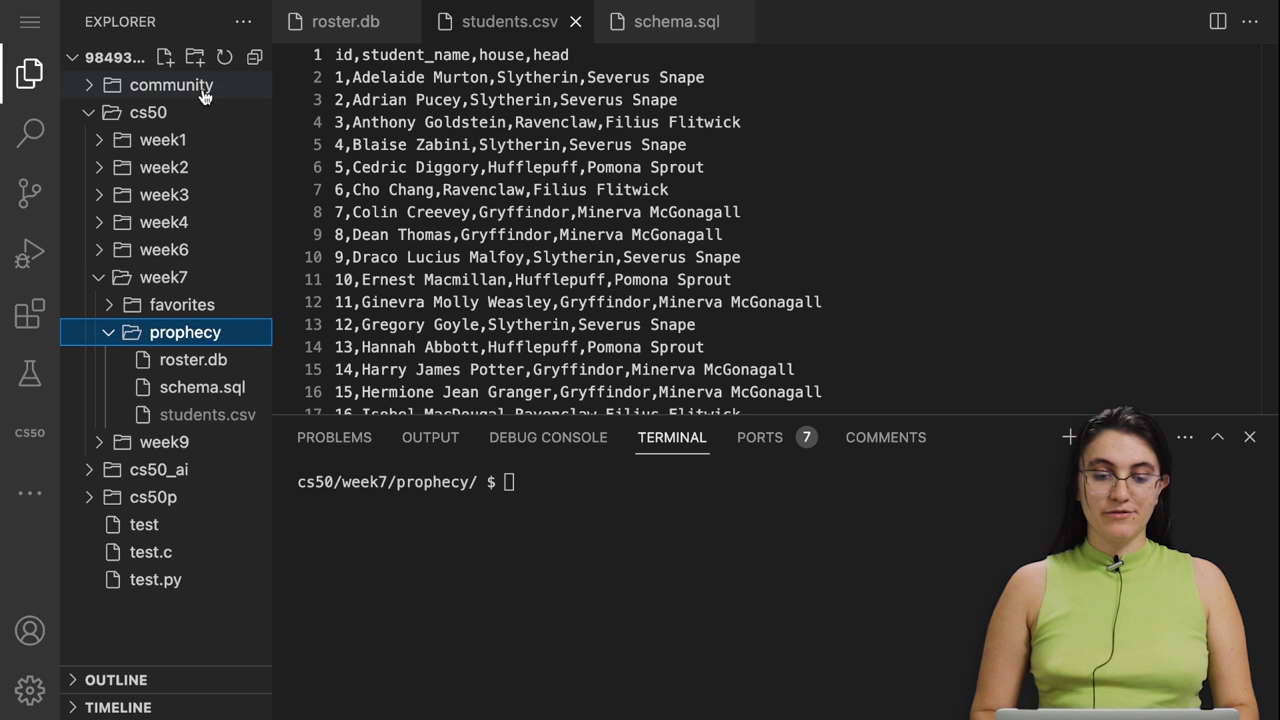 EXPLORER
98493...
community
cs50
week1
week2
week3
week4
week6
week7
favorites
prophecy
roster.db
schema.sql
students.csv
week9
cs50_ai
cs50p
test
test.c
test.py
OUTLINE
TIMELINE
CS50
roster.db students.csv schema.sql
1 id,student_name,house,head
2 1,Adelaide Murton,Slytherin,Severus Snape
3 2,Adrian Pucey,Slytherin,Severus Snape
4 3,Anthony Goldstein,Ravenclaw,Filius Flitwick
5 4,Blaise Zabini,Slytherin,Severus Snape
6 5,Cedric Diggory,Hufflepuff,Pomona Sprout
7 6,Cho Chang,Ravenclaw,Filius Flitwick
8 7,Colin Creevey,Gryffindor,Minerva McGonagall
9 8,Dean Thomas,Gryffindor,Minerva McGonagall
10 9,Draco Lucius Malfoy,Slytherin,Severus Snape
11 10,Ernest Macmillan,Hufflepuff,Pomona Sprout
12 11,Ginevra Molly Weasley,Gryffindor,Minerva McGonagall
13 12,Gregory Goyle,Slytherin,Severus Snape
14 13,Hannah Abbott,Hufflepuff,Pomona Sprout
15 14,Harry James Potter,Gryffindor,Minerva McGonagall
16 15,Hermione Jean Granger,Gryffindor,Minerva McGonagall
17 16,Isobel MacDougal,Ravenclaw,Filius Flitwick
PROBLEMS OUTPUT DEBUG CONSOLE TERMINAL PORTS 7 COMMENTS
cs50/week7/prophecy/ $